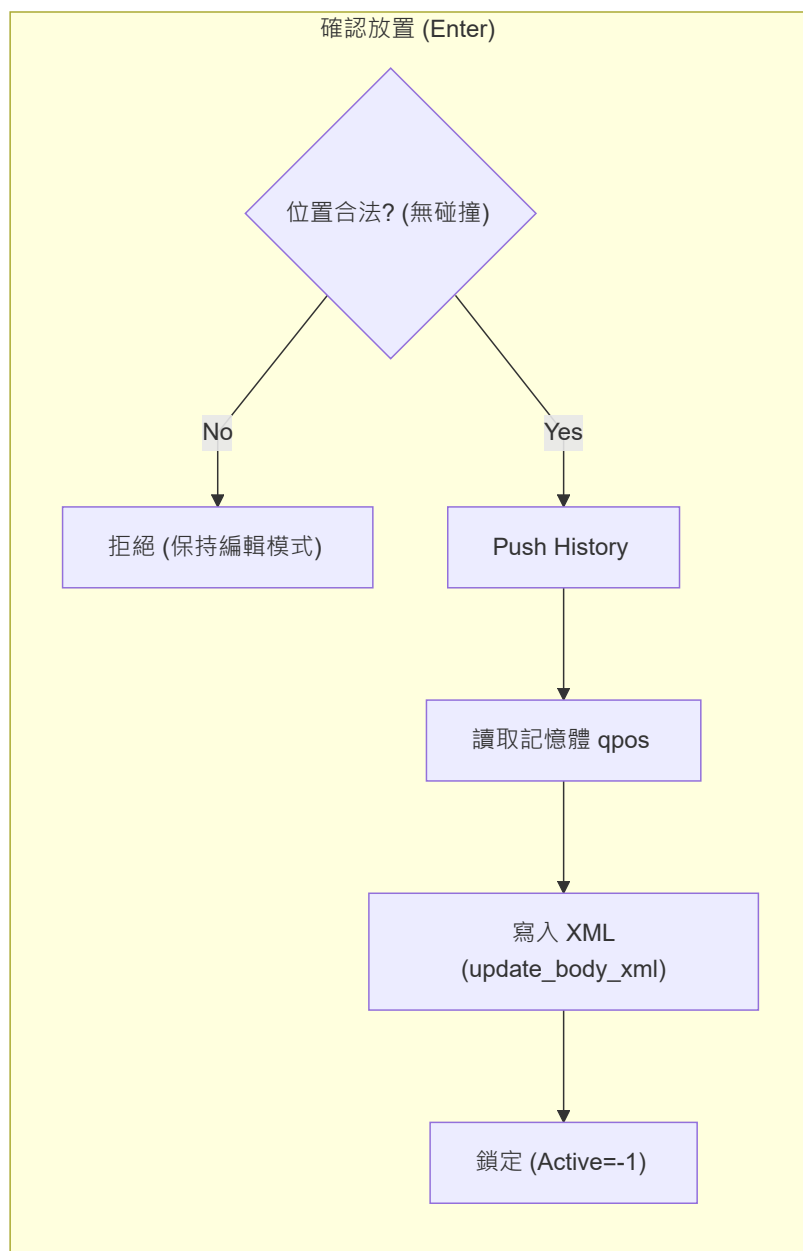 確認放置 (Enter)
位置合法? (無碰撞)
No
Yes
拒絕 (保持編輯模式)
Push History
讀取記憶體 qpos
寫入 XML
(update_body_xml)
鎖定 (Active=-1)